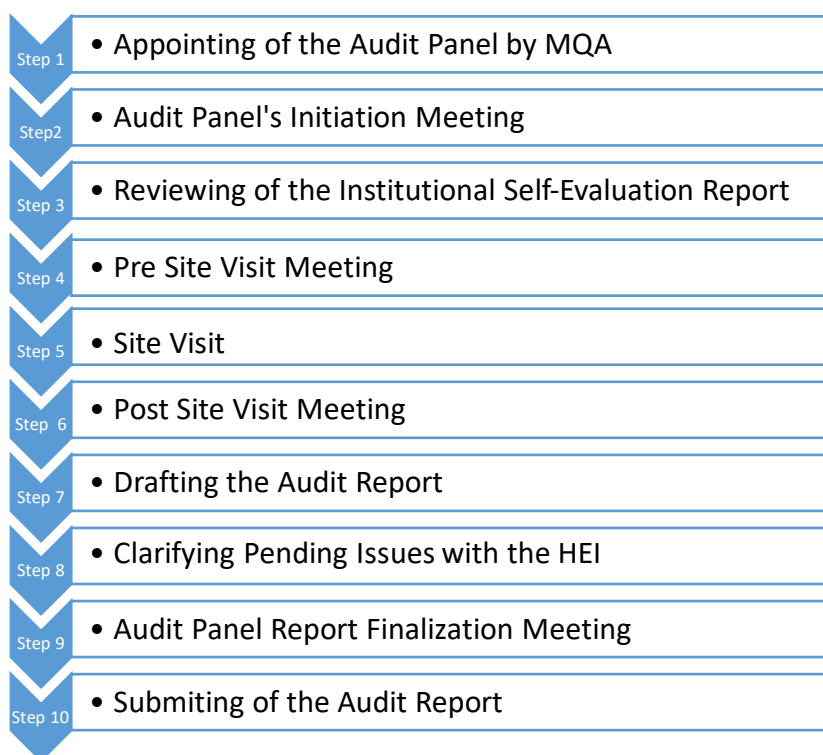 Step 1 • Appointing of the Audit Panel by MQA
Step2 • Audit Panel's Initiation Meeting
Step 3 • Reviewing of the Institutional Self-Evaluation Report
Step 4 • Pre Site Visit Meeting
Step 5 • Site Visit
Step 6 • Post Site Visit Meeting
Step 7 • Drafting the Audit Report
Step 8 • Clarifying Pending Issues with the HEI
Step 9 • Audit Panel Report Finalization Meeting
Step 10 • Submiting of the Audit Report